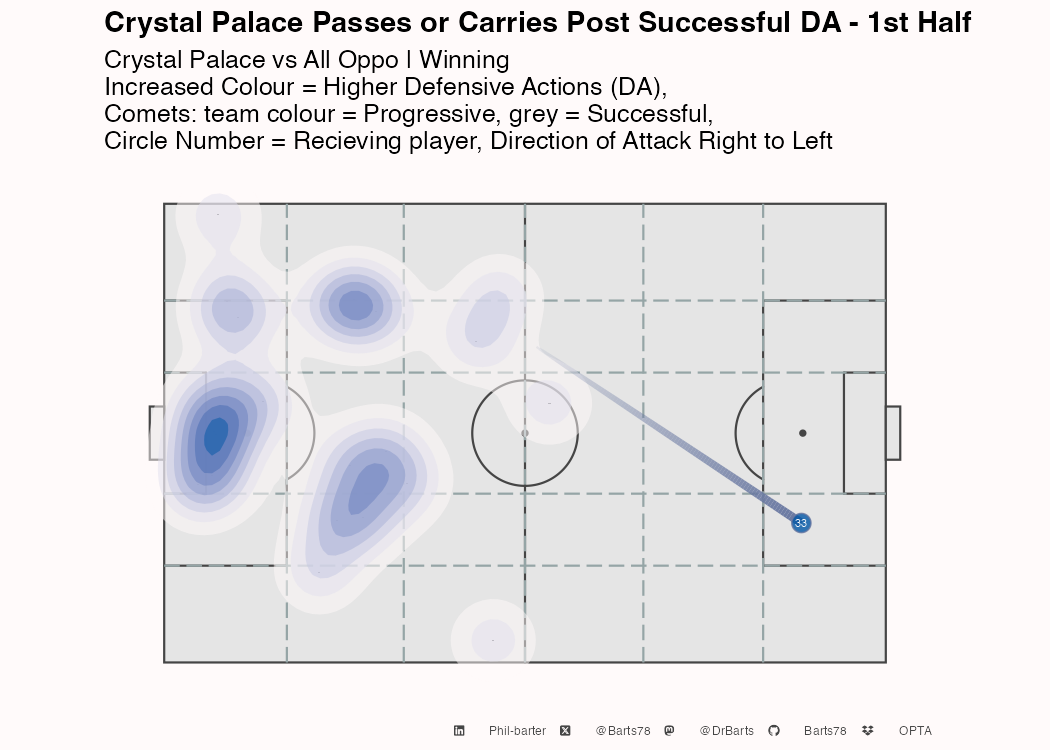 Crystal Palace Passes or Carries Post Successful DA - 1st Half
Crystal Palace vs All Oppo | Winning
Increased Colour = Higher Defensive Actions (DA),
Comets: team colour = Progressive, grey = Successful,
Circle Number = Recieving player, Direction of Attack Right to Left
33
Phil-barter @Barts78 @DrBarts Barts78 OPTA